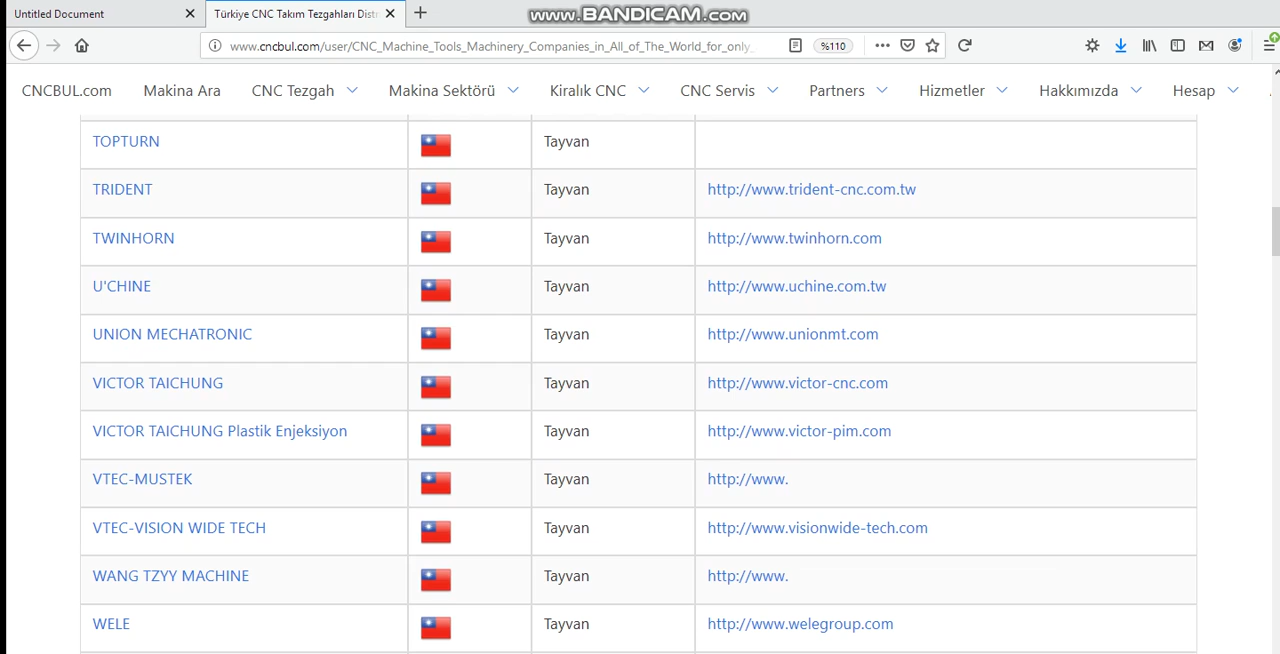 www.BANDICAM.com
Untitled Document
Türkiye CNC Takım Tezgahları Dist
www.cncbul.com/user/CNC_Machine_Tools_Machinery_Companies_in_All_of_The_World_for_only_
%110
CNCBUL.com Makina Ara CNC Tezgah Makina Sektörü Kiralık CNC CNC Servis Partners Hizmetler Hakkımızda Hesap
TOPTURN Tayvan
TRIDENT Tayvan http://www.trident-cnc.com.tw
TWINHORN Tayvan http://www.twinhorn.com
U'CHINE Tayvan http://www.uchine.com.tw
UNION MECHATRONIC Tayvan http://www.unionmt.com
VICTOR TAICHUNG Tayvan http://www.victor-cnc.com
VICTOR TAICHUNG Plastik Enjeksiyon Tayvan http://www.victor-pim.com
VTEC-MUSTEK Tayvan http://www.
VTEC-VISION WIDE TECH Tayvan http://www.visionwide-tech.com
WANG TZYY MACHINE Tayvan http://www.
WELE Tayvan http://www.welegroup.com